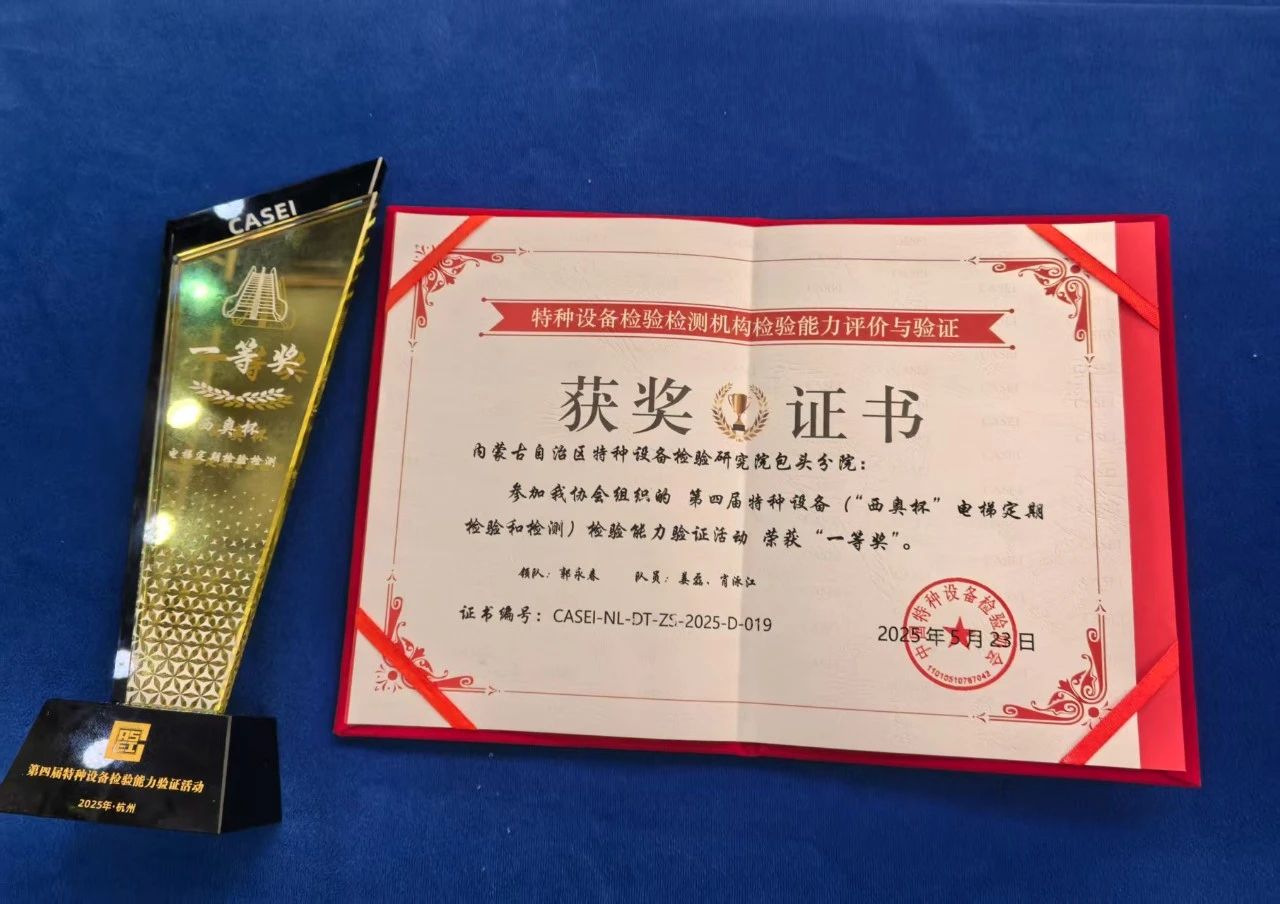 CASEI
一等奖
西奥杯
电梯定期检验检测
第四届特种设备检验能力验证活动
2025年·杭州
特种设备检验检测机构检验能力评价与验证
获奖证书
内蒙古自治区特种设备检验研究院包头分院：
参加我协会组织的 第四届特种设备（“西奥杯”电梯定期
检验和检测）检验能力验证活动 荣获“一等奖”。
领队：郭永春 队员：姜磊、肖泳江
证书编号：CASEI-NL-DT-ZS-2025-D-019
2025年5月23日
中国特种设备检验协会
11010510767042